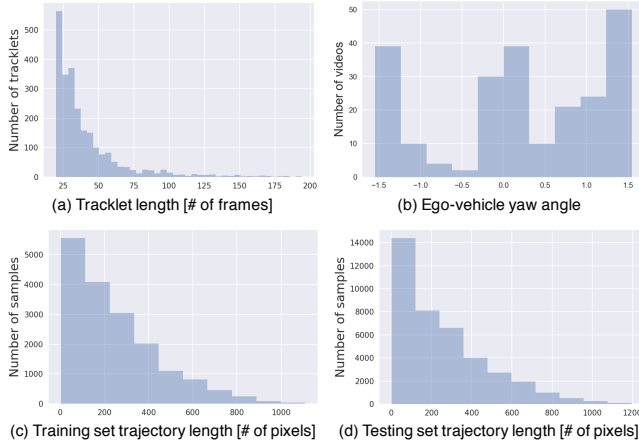 Number of tracklets
500
400
300
200
100
0
25 50 75 100 125 150 175 200
(a) Tracklet length [# of frames]
Number of videos
50
40
30
20
10
0
−1.5 −1.0 −0.5 0.0 0.5 1.0 1.5
(b) Ego-vehicle yaw angle
Number of samples
5000
4000
3000
2000
1000
0
0 200 400 600 800 1000
(c) Training set trajectory length [# of pixels]
Number of samples
14000
12000
10000
8000
6000
4000
2000
0
0 200 400 600 800 1000 1200
(d) Testing set trajectory length [# of pixels]